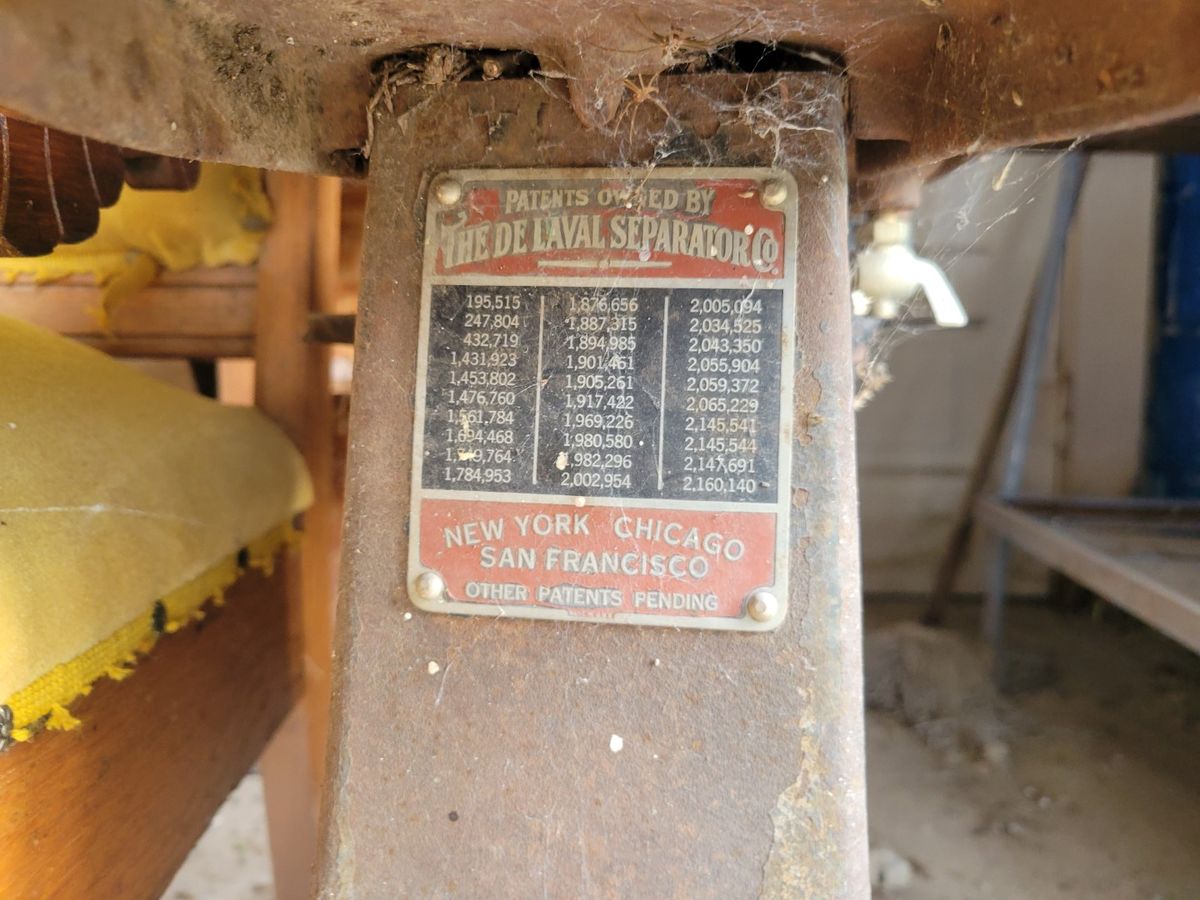 PATENTS OWNED BY
THE DE LAVAL SEPARATOR CO.
195,515 1,876,656 2,005,094
247,804 1,887,315 2,034,525
432,719 1,894,985 2,043,350
1,431,923 1,901,461 2,055,904
1,453,802 1,905,261 2,059,372
1,476,760 1,917,422 2,065,229
1,561,784 1,969,226 2,145,541
1,694,468 1,980,580 2,145,544
1,982,296 2,147,691
1,784,953 2,002,954 2,160,140
NEW YORK CHICAGO
SAN FRANCISCO
OTHER PATENTS PENDING